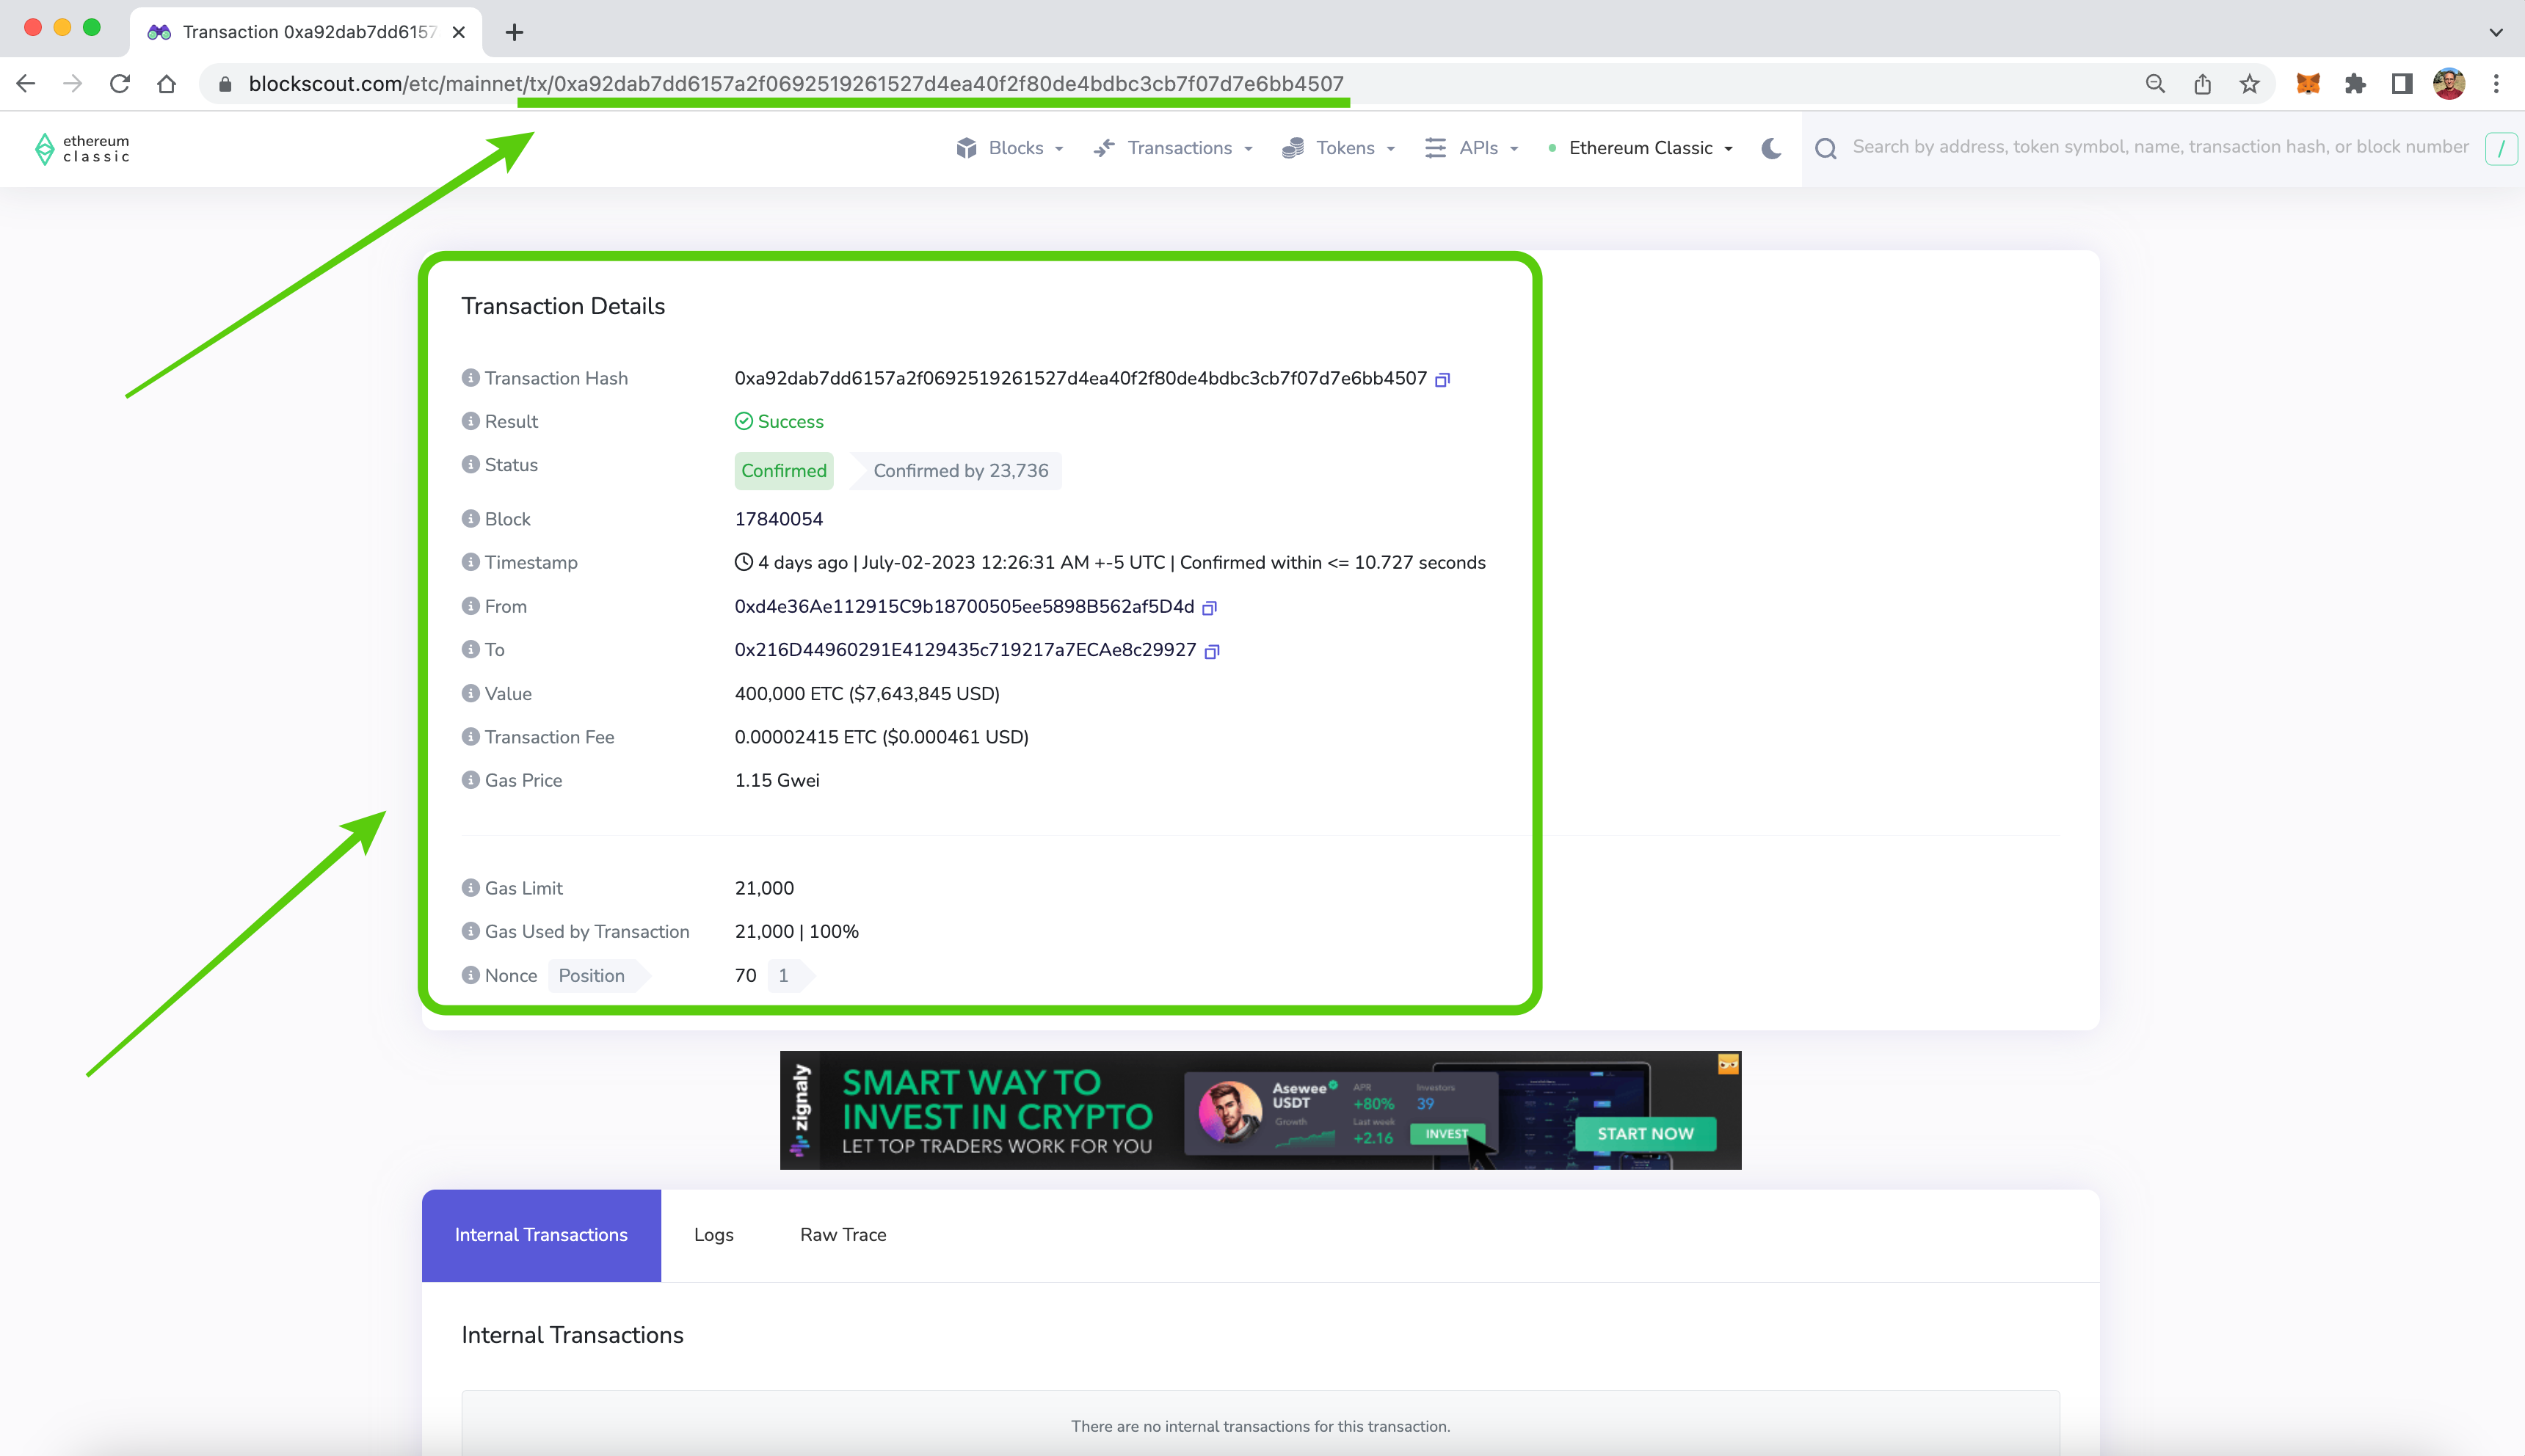 Transaction 0xa92dab7dd6157
blockscout.com/etc/mainnet/tx/0xa92dab7dd6157a2f0692519261527d4ea40f2f80de4bdbc3cb7f07d7e6bb4507
ethereum
classic
Blocks
Transactions
Tokens
APIs
Ethereum Classic
Search by address, token symbol, name, transaction hash, or block number
/
Transaction Details
Transaction Hash 0xa92dab7dd6157a2f0692519261527d4ea40f2f80de4bdbc3cb7f07d7e6bb4507
Result Success
Status Confirmed Confirmed by 23,736
Block 17840054
Timestamp 4 days ago | July-02-2023 12:26:31 AM +-5 UTC | Confirmed within <= 10.727 seconds
From 0xd4e36Ae112915C9b18700505ee5898B562af5D4d
To 0x216D44960291E4129435c719217a7ECAe8c29927
Value 400,000 ETC ($7,643,845 USD)
Transaction Fee 0.00002415 ETC ($0.000461 USD)
Gas Price 1.15 Gwei
Gas Limit 21,000
Gas Used by Transaction 21,000 | 100%
Nonce Position 70 1
zignaly
SMART WAY TO
INVEST IN CRYPTO
LET TOP TRADERS WORK FOR YOU
Asewee
USDT
Growth
APR
+80%
Last week
+2.16
Investors
39
INVEST
START NOW
Internal Transactions
Logs
Raw Trace
Internal Transactions
There are no internal transactions for this transaction.